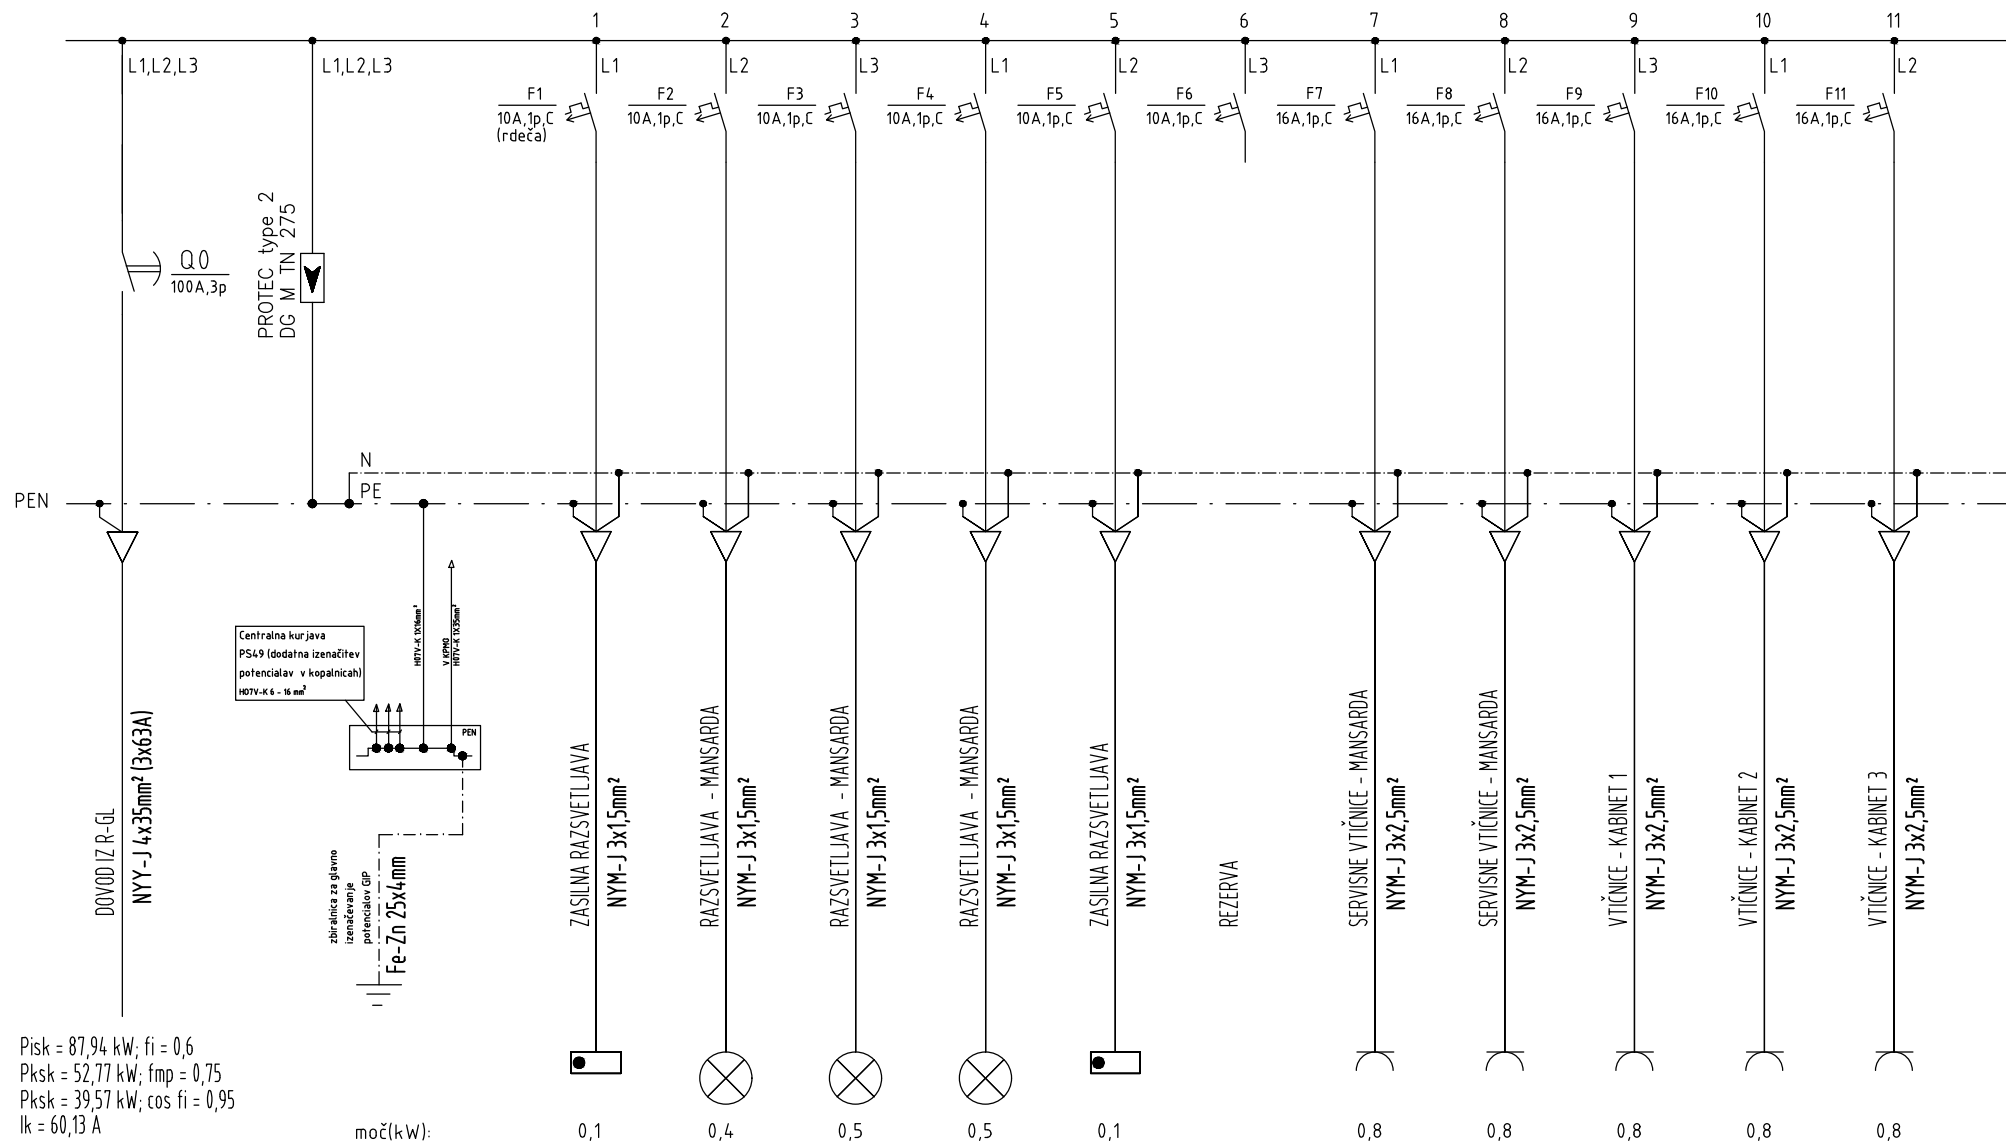 1 2 3 4 5 6 7 8 9 10 11
L1,L2,L3 L1,L2,L3 L1 L2 L3 L1 L2 L3 L1 L2 L3 L1 L2
F1
10A,1p,C
(rdeča)
F2
10A,1p,C
F3
10A,1p,C
F4
10A,1p,C
F5
10A,1p,C
F6
10A,1p,C
F7
16A,1p,C
F8
16A,1p,C
F9
16A,1p,C
F10
16A,1p,C
F11
16A,1p,C
Q0
100A,3p
PROTEC type 2
DG M TN 275
N
PE
PEN
Centralna kurjava
PS49 (dodatna izenačitev
potencialav v kopalnicah)
H07V-K 6 - 16 mm²
H07V-K 1X16mm²
V KPMO
H07V-K 1X35mm²
PEN
DOVOD IZ R-GL
NYY-J 4x35mm² (3x63A)
zbiralnica za glavno
izenačevanje
potencialov GIP
Fe-Zn 25x4mm
ZASILNA RAZSVETLJAVA
NYM-J 3x1,5mm²
RAZSVETLJAVA - MANSARDA
NYM-J 3x1,5mm²
RAZSVETLJAVA - MANSARDA
NYM-J 3x1,5mm²
RAZSVETLJAVA - MANSARDA
NYM-J 3x1,5mm²
ZASILNA RAZSVETLJAVA
NYM-J 3x1,5mm²
REZERVA
SERVISNE VTIČNICE - MANSARDA
NYM-J 3x2,5mm²
SERVISNE VTIČNICE - MANSARDA
NYM-J 3x2,5mm²
VTIČNICE - KABINET 1
NYM-J 3x2,5mm²
VTIČNICE - KABINET 2
NYM-J 3x2,5mm²
VTIČNICE - KABINET 3
NYM-J 3x2,5mm²
Pisk = 87,94 kW; fi = 0,6
Pksk = 52,77 kW; fmp = 0,75
Pksk = 39,57 kW; cos fi = 0,95
Ik = 60,13 A
moč(kW): 0,1 0,4 0,5 0,5 0,1 0,8 0,8 0,8 0,8 0,8